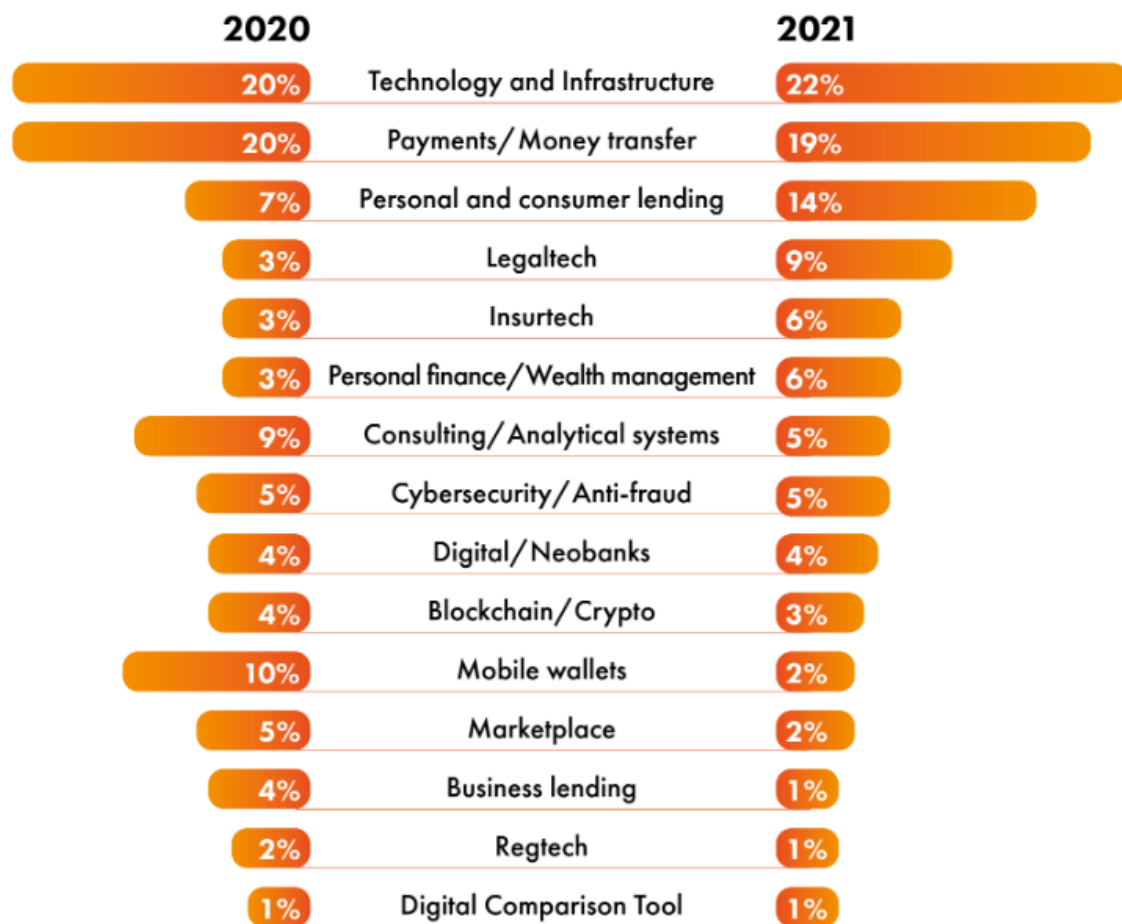 2020 2021
20% Technology and Infrastructure 22%
20% Payments/Money transfer 19%
7% Personal and consumer lending 14%
3% Legaltech 9%
3% Insurtech 6%
3% Personal finance/Wealth management 6%
9% Consulting/Analytical systems 5%
5% Cybersecurity/Anti-fraud 5%
4% Digital/Neobanks 4%
4% Blockchain/Crypto 3%
10% Mobile wallets 2%
5% Marketplace 2%
4% Business lending 1%
2% Regtech 1%
1% Digital Comparison Tool 1%